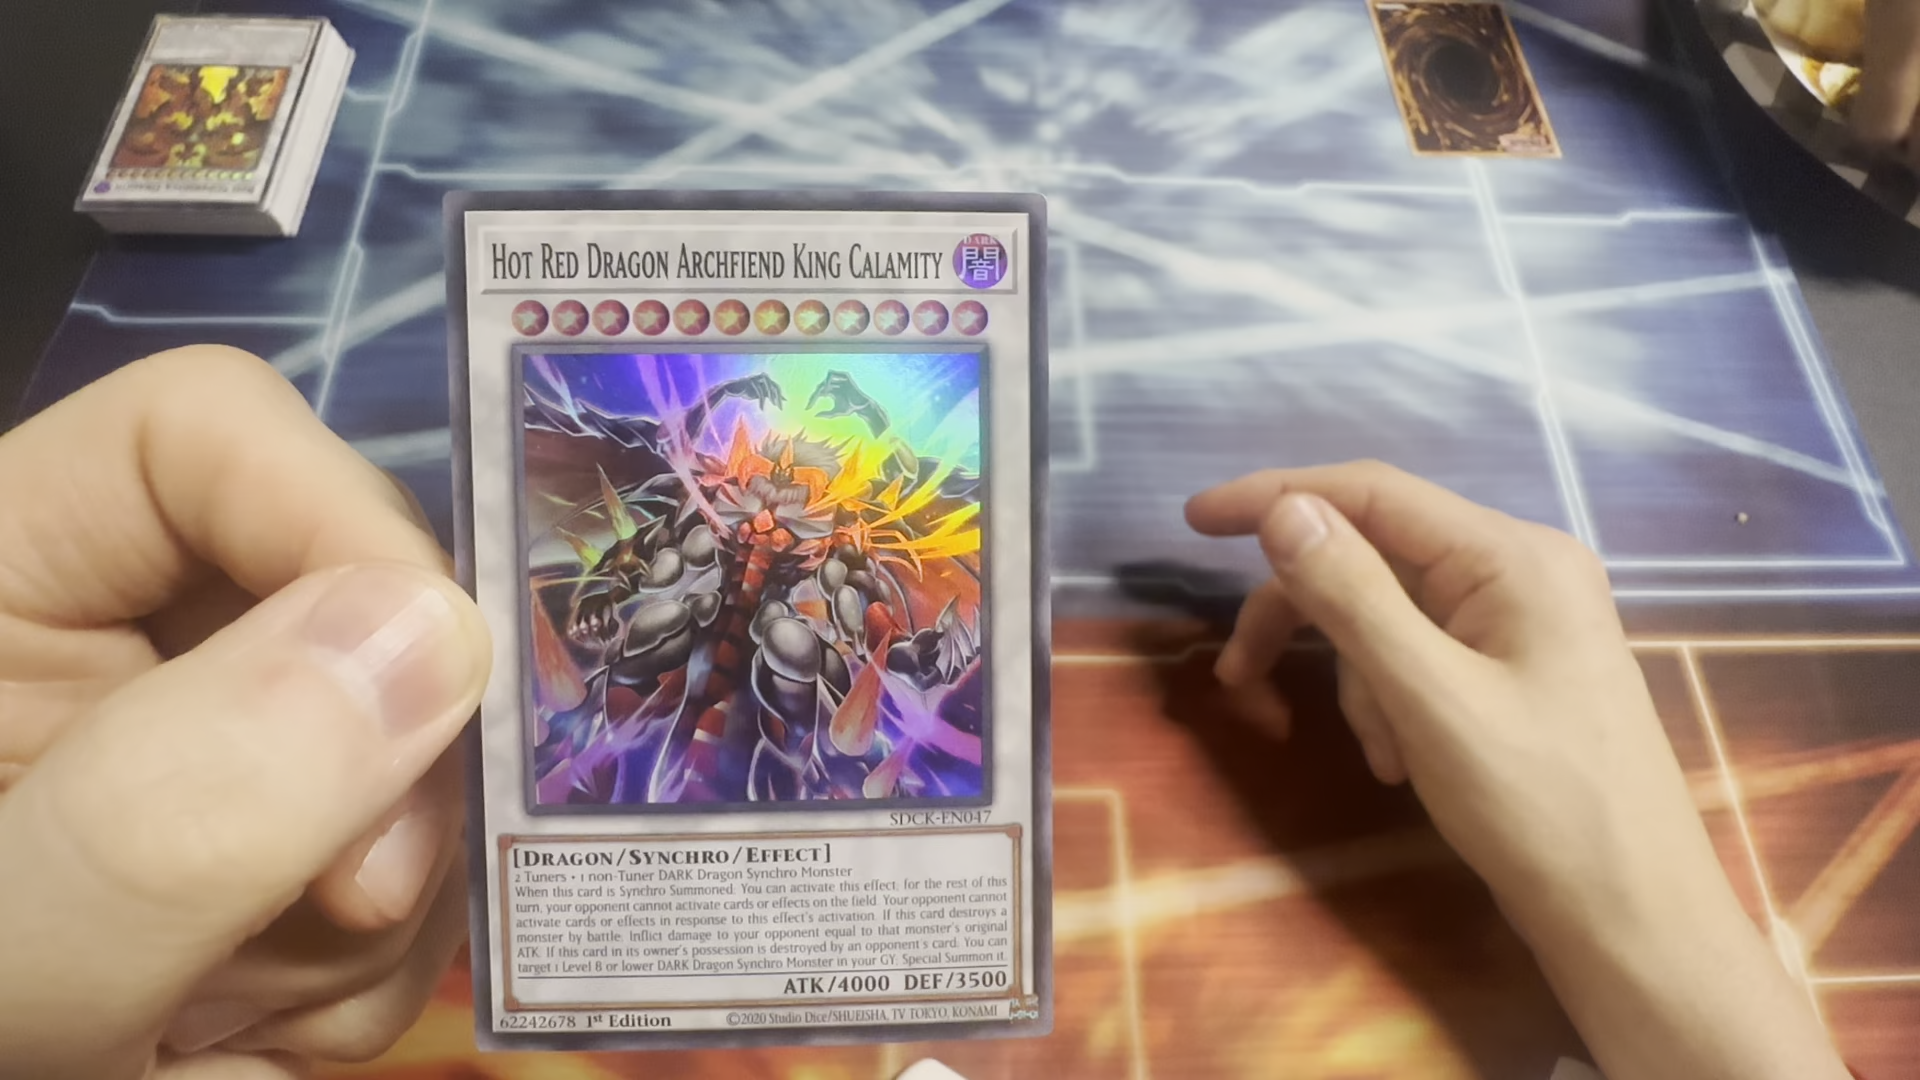 HOT RED DRAGON ARCHFIEND KING CALAMITY
DARK
闇
SDCK-EN047
[DRAGON/SYNCHRO/EFFECT]
2 Tuners + 1 non-Tuner DARK Dragon Synchro Monster
When this card is Synchro Summoned: You can activate this effect; for the rest of this
turn, your opponent cannot activate cards or effects on the field. Your opponent cannot
activate cards or effects in response to this effect's activation. If this card destroys a
monster by battle: Inflict damage to your opponent equal to that monster's original
ATK. If this card in its owner's possession is destroyed by an opponent's card: You can
target 1 Level 8 or lower DARK Dragon Synchro Monster in your GY; Special Summon it.
ATK/4000 DEF/3500
62242678 1st Edition ©2020 Studio Dice/SHUEISHA, TV TOKYO, KONAMI